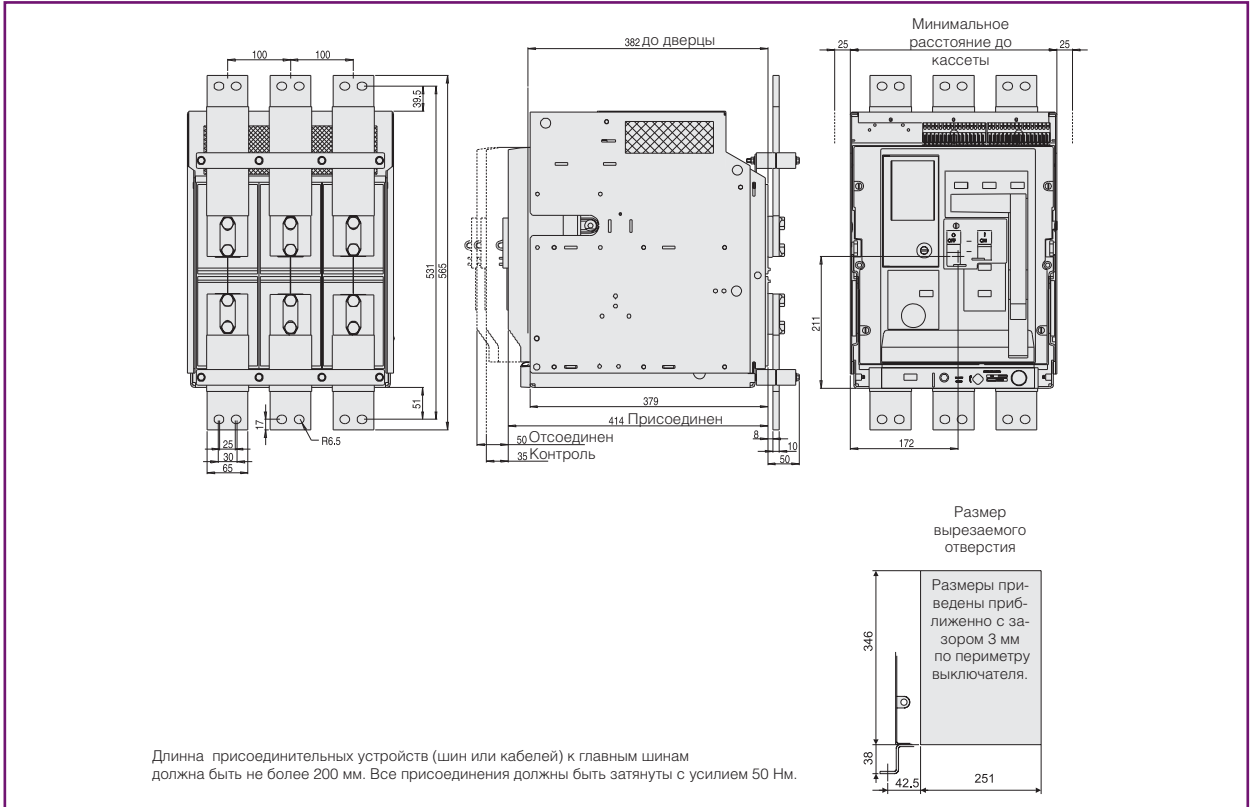 100
100
39.5
531
565
51
17
R6.5
25
30
65
382 до дверцы
379
414 Присоединен
50 Отсоединен
35 Контроль
8
10
50
Минимальное
расстояние до
кассеты
25
25
OFF
ON
211
172
Размер
вырезаемого
отверстия
Размеры при-
ведены приб-
лиженно с за-
зором 3 мм
по периметру
выключателя.
346
38
42.5
251
Длинна присоединительных устройств (шин или кабелей) к главным шинам
должна быть не более 200 мм. Все присоединения должны быть затянуты с усилием 50 Нм.